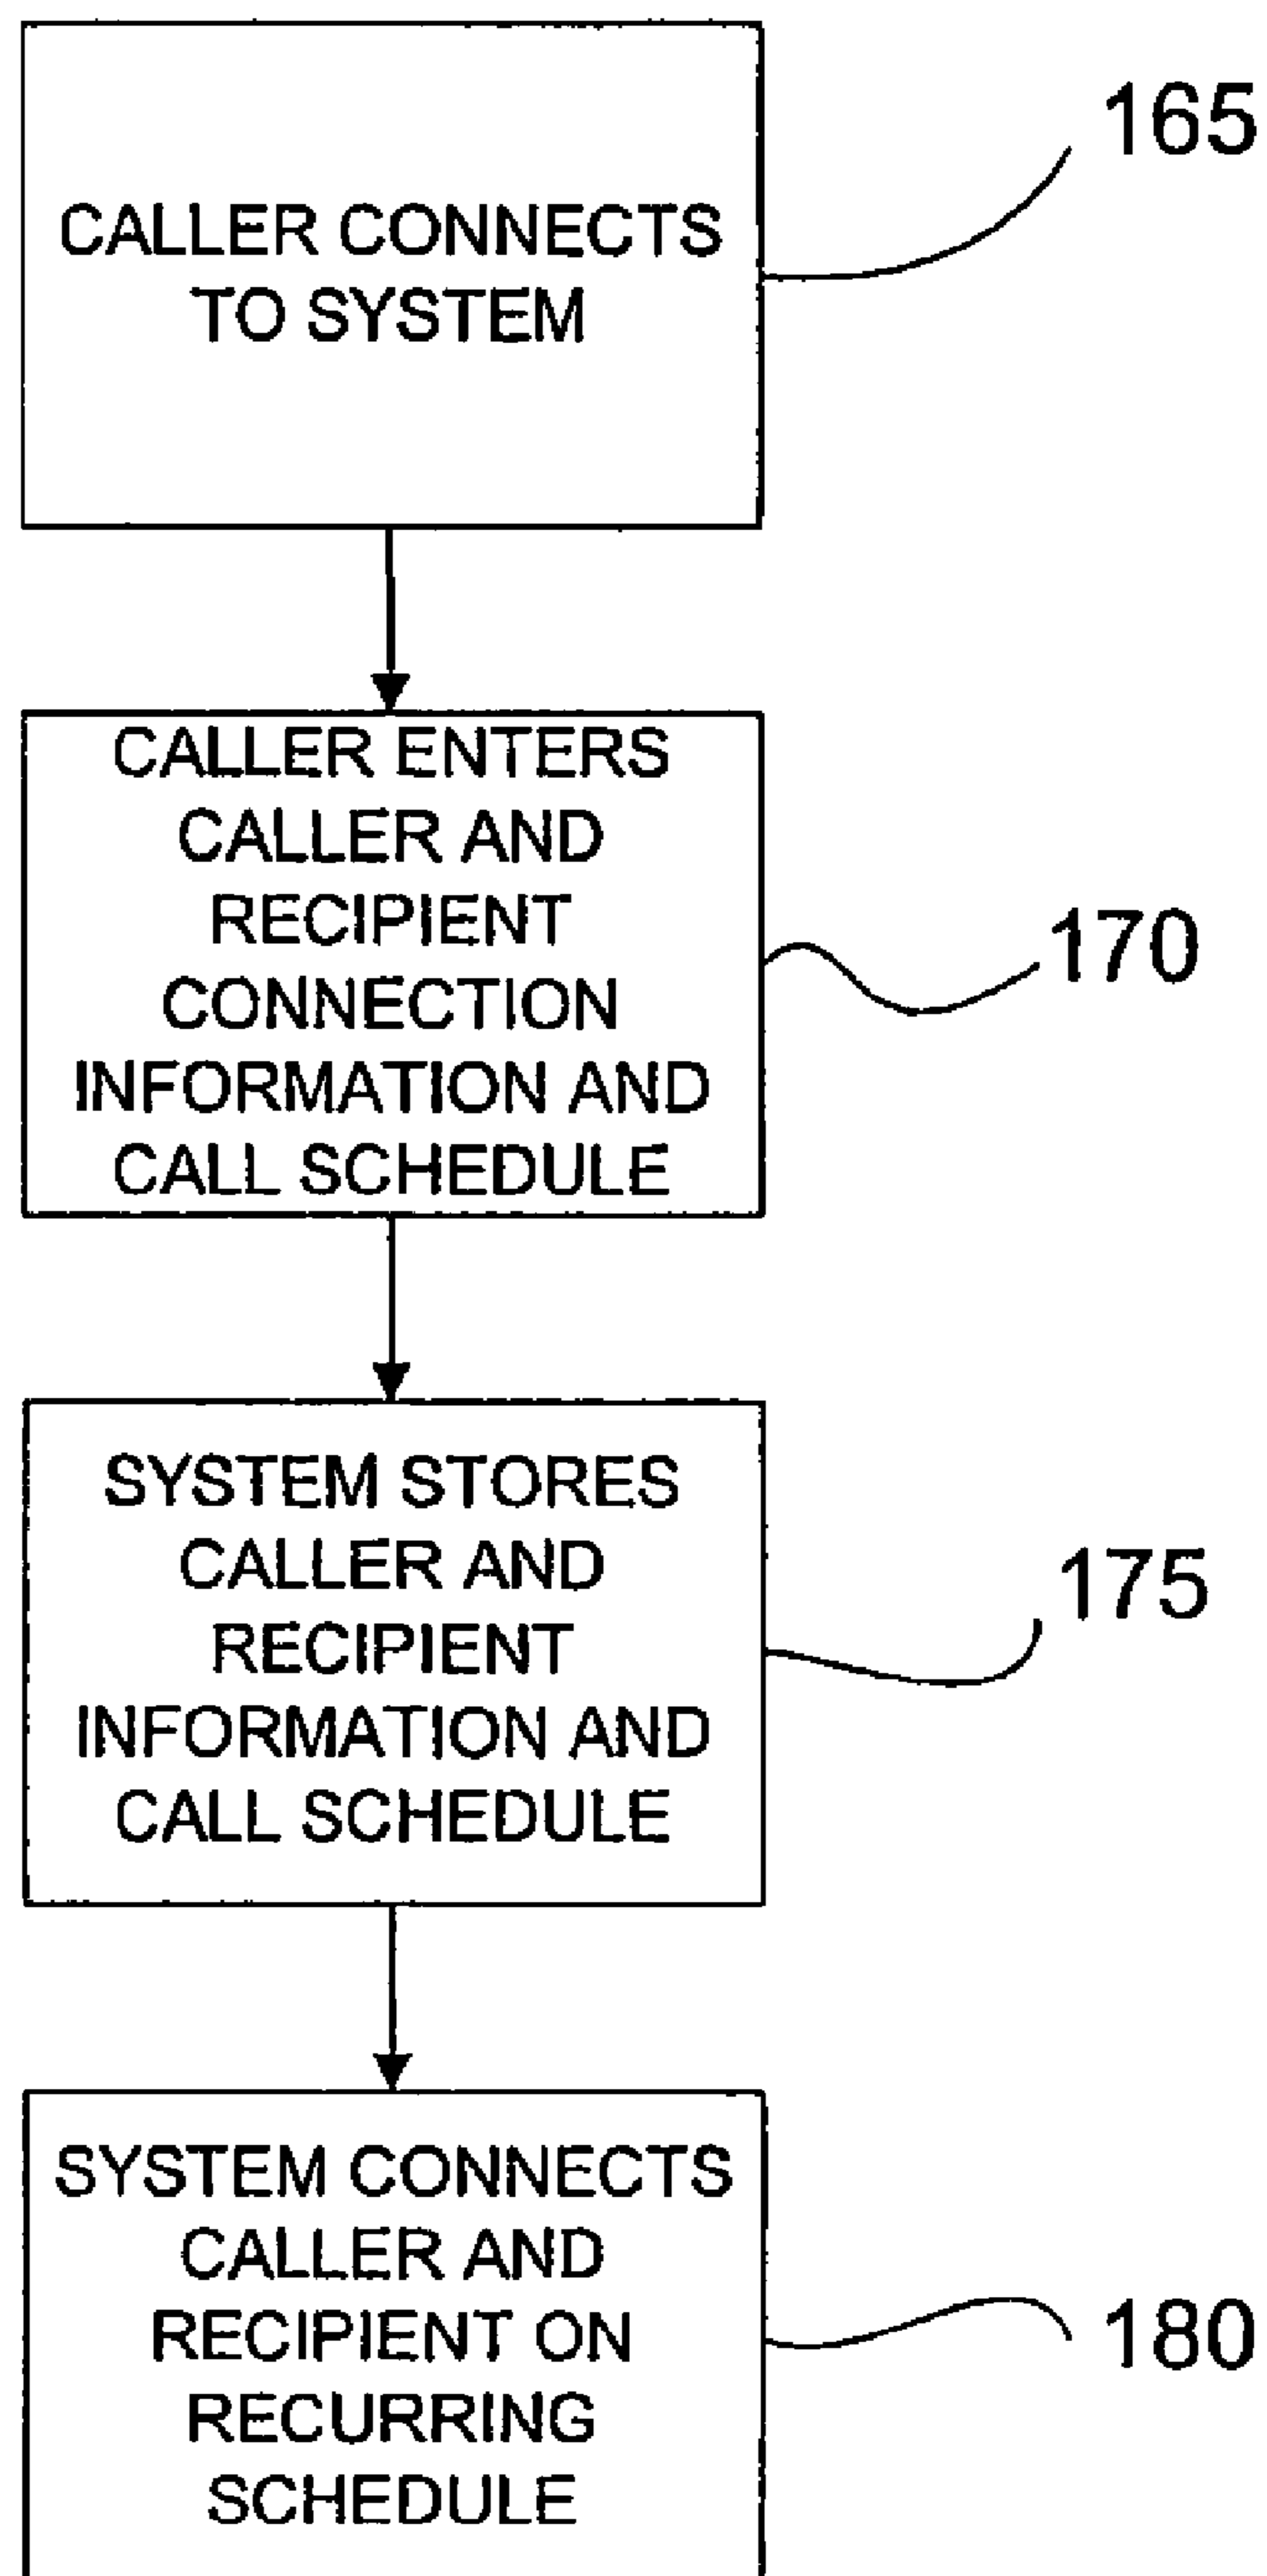 165
CALLER CONNECTS
TO SYSTEM
CALLER ENTERS
CALLER AND
RECIPIENT
CONNECTION
INFORMATION AND
CALL SCHEDULE
170
SYSTEM STORES
CALLER AND
RECIPIENT
INFORMATION AND
CALL SCHEDULE
175
SYSTEM CONNECTS
CALLER AND
RECIPIENT ON
RECURRING
SCHEDULE
180